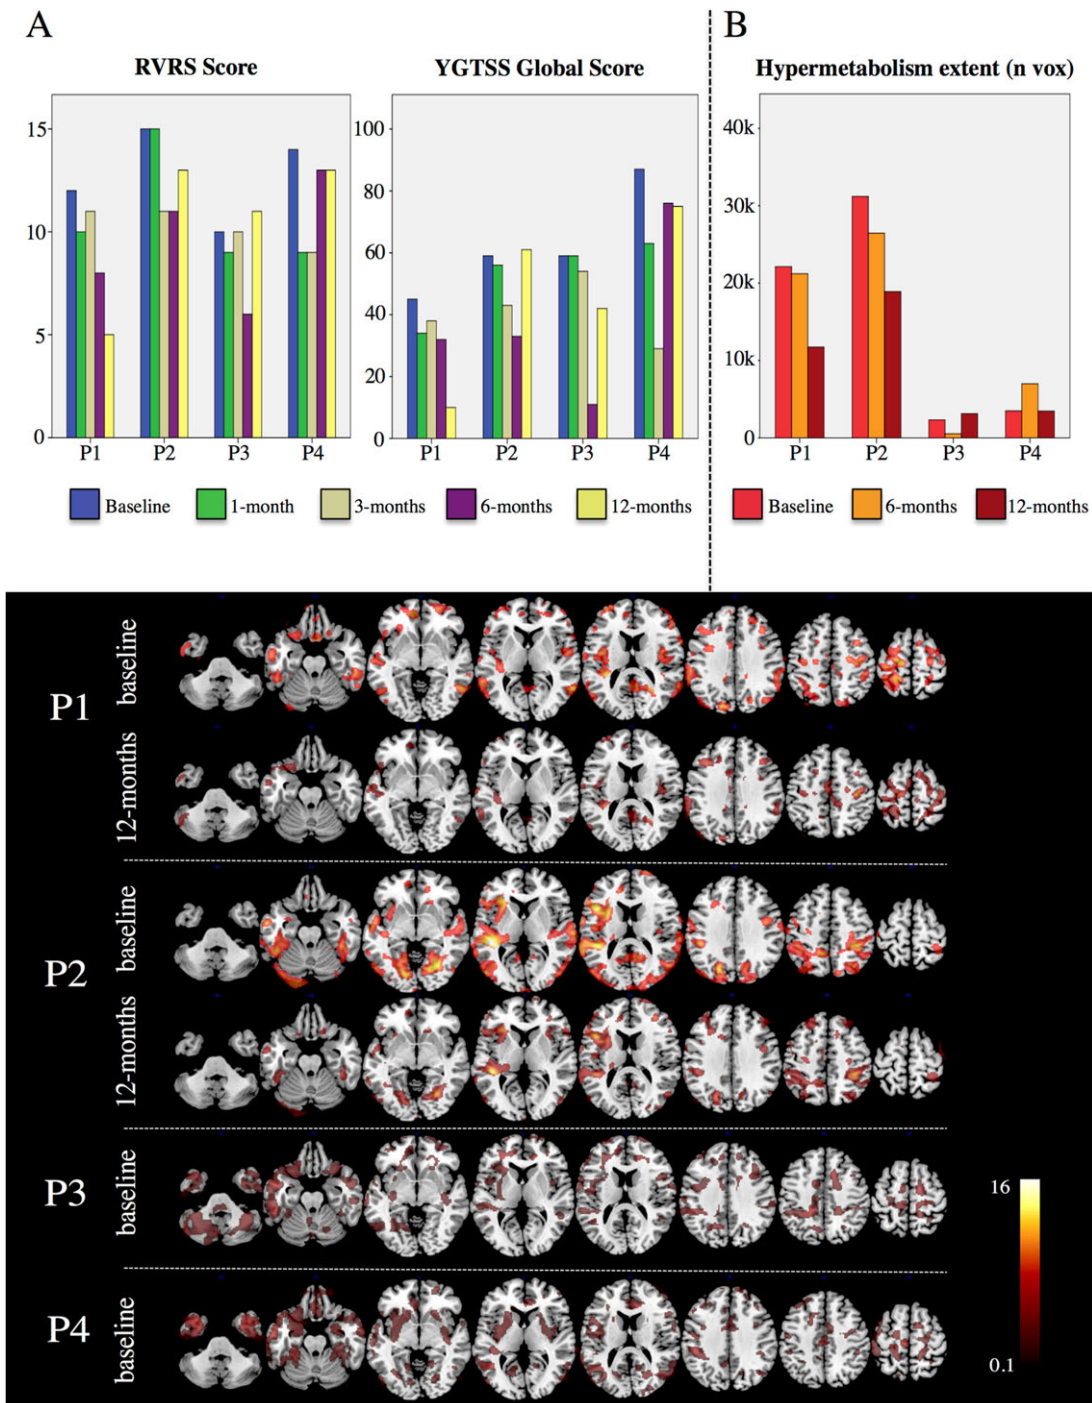 A
B
RVRS Score
YGTSS Global Score
Hypermetabolism extent (n vox)
15
10
5
0
P1 P2 P3 P4
100
80
60
40
20
0
P1 P2 P3 P4
40k
30k
20k
10k
0
P1 P2 P3 P4
Baseline 1-month 3-months 6-months 12-months
Baseline 6-months 12-months
P1
baseline
12-months
P2
baseline
12-months
P3
baseline
P4
baseline
16
0.1